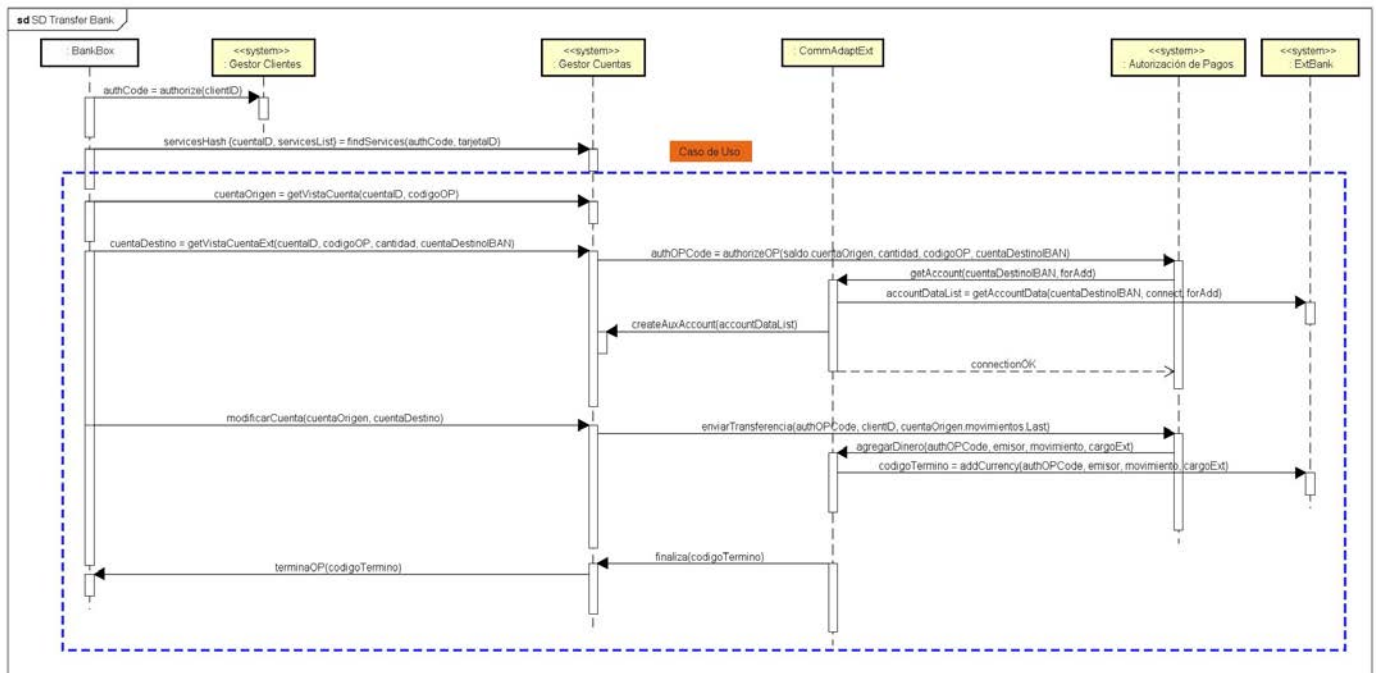 sd SD Transfer Bank
: BankBox
<<system>>
: Gestor Clientes
<<system>>
: Gestor Cuentas
: CommAdaptExt
<<system>>
: Autorización de Pagos
<<system>>
: ExtBank
authCode = authorize(clientID)
servicesHash {cuentaID, servicesList} = findServices(authCode, tarjetaID)
Caso de Uso
cuentaOrigen = getVistaCuenta(cuentaID, codigoOP)
cuentaDestino = getVistaCuentaExt(cuentaID, codigoOP, cantidad, cuentaDestinoIBAN)
authOPCode = authorizeOP(saldo.cuentaOrigen, cantidad, codigoOP, cuentaDestinoIBAN)
getAccount(cuentaDestinoIBAN, forAdd)
accountDataList = getAccountData(cuentaDestinoIBAN, connect, forAdd)
createAuxAccount(accountDataList)
connectionOK
modificarCuenta(cuentaOrigen, cuentaDestino)
enviarTransferencia(authOPCode, clientID, cuentaOrigen.movimientos.Last)
agregarDinero(authOPCode, emisor, movimiento, cargoExt)
codigoTermino = addCurrency(authOPCode, emisor, movimiento, cargoExt)
finaliza(codigoTermino)
terminaOP(codigoTermino)